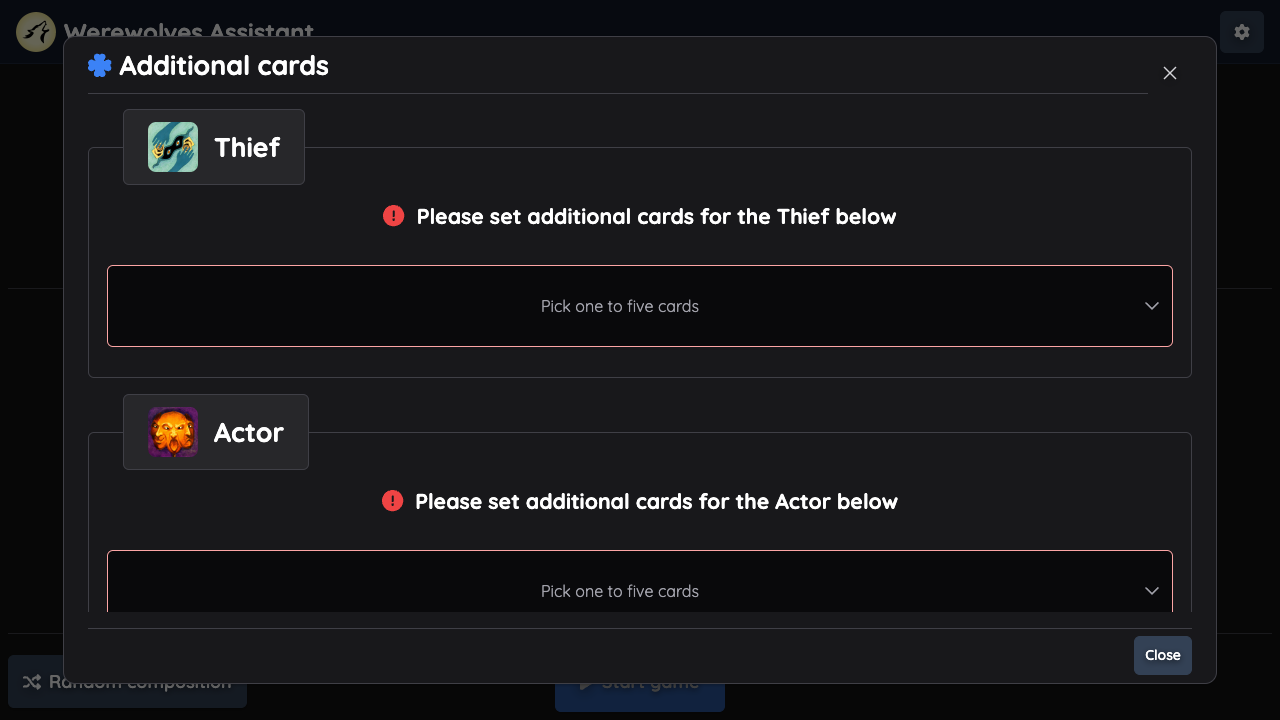 Werewolves Assistant
Additional cards
Thief
Please set additional cards for the Thief below
Pick one to five cards
Actor
Please set additional cards for the Actor below
Pick one to five cards
Close
Random composition
Start game